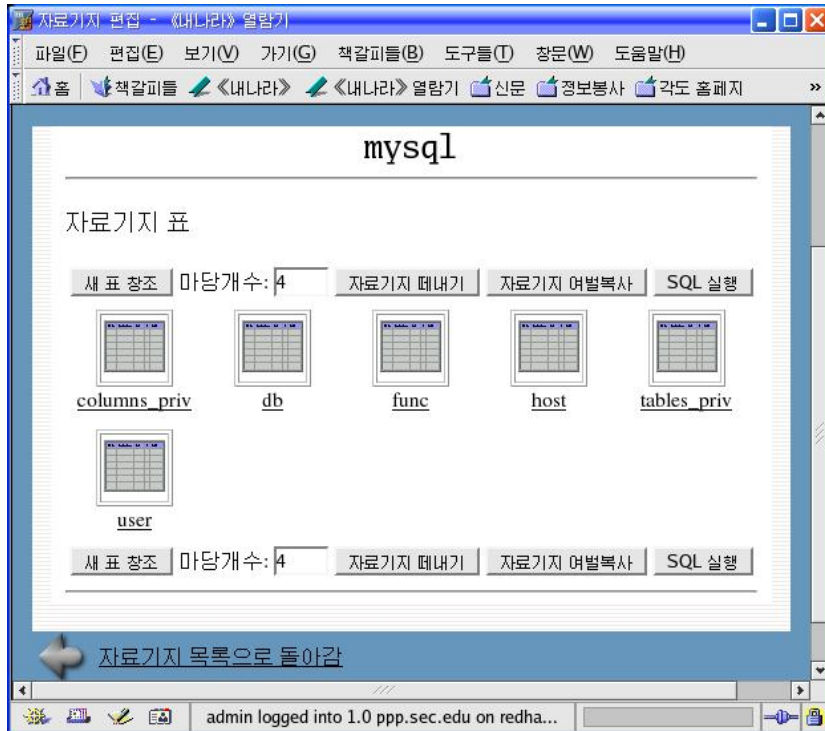 자료기지 편집 - 《내나라》 열람기
파일(F) 편집(E) 보기(V) 가기(G) 책갈피들(B) 도구들(T) 창문(W) 도움말(H)
홈 책갈피들 《내나라》 《내나라》 열람기 신문 정보봉사 각도 홈페지 »
mysql
자료기지 표
새 표 창조 마당개수: 4 자료기지 떼내기 자료기지 여벌복사 SQL 실행
columns_priv db func host tables_priv
user
새 표 창조 마당개수: 4 자료기지 떼내기 자료기지 여벌복사 SQL 실행
자료기지 목록으로 돌아감
admin logged into 1.0 ppp.sec.edu on redha...